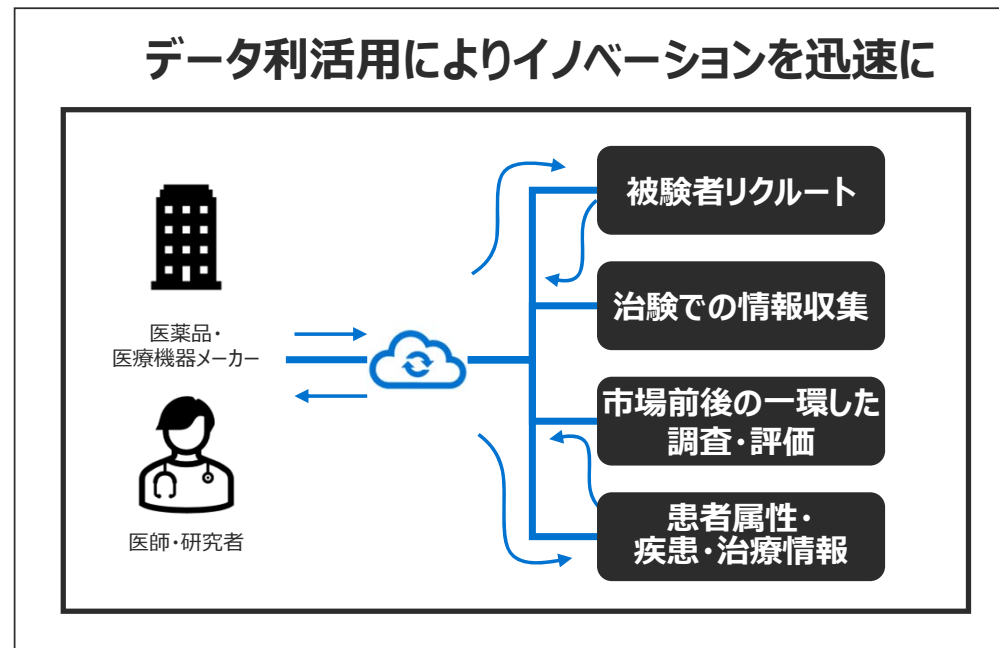 データ利活用によりイノベーションを迅速に
医薬品・
医療機器メーカー
医師・研究者
被験者リクルート
治験での情報収集
市場前後の一環した
調査・評価
患者属性・
疾患・治療情報